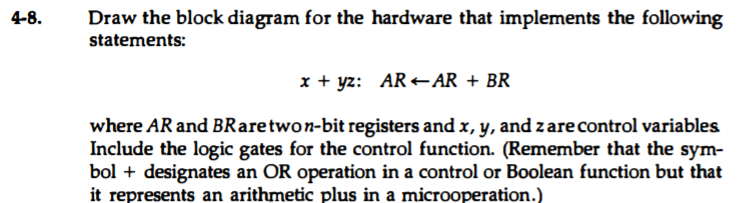 4-8. Draw the block diagram for the hardware that implements the following
statements:
x + yz: AR ← AR + BR
where AR and BR are two n-bit registers and x, y, and z are control variables.
Include the logic gates for the control function. (Remember that the sym-
bol + designates an OR operation in a control or Boolean function but that
it represents an arithmetic plus in a microoperation.)